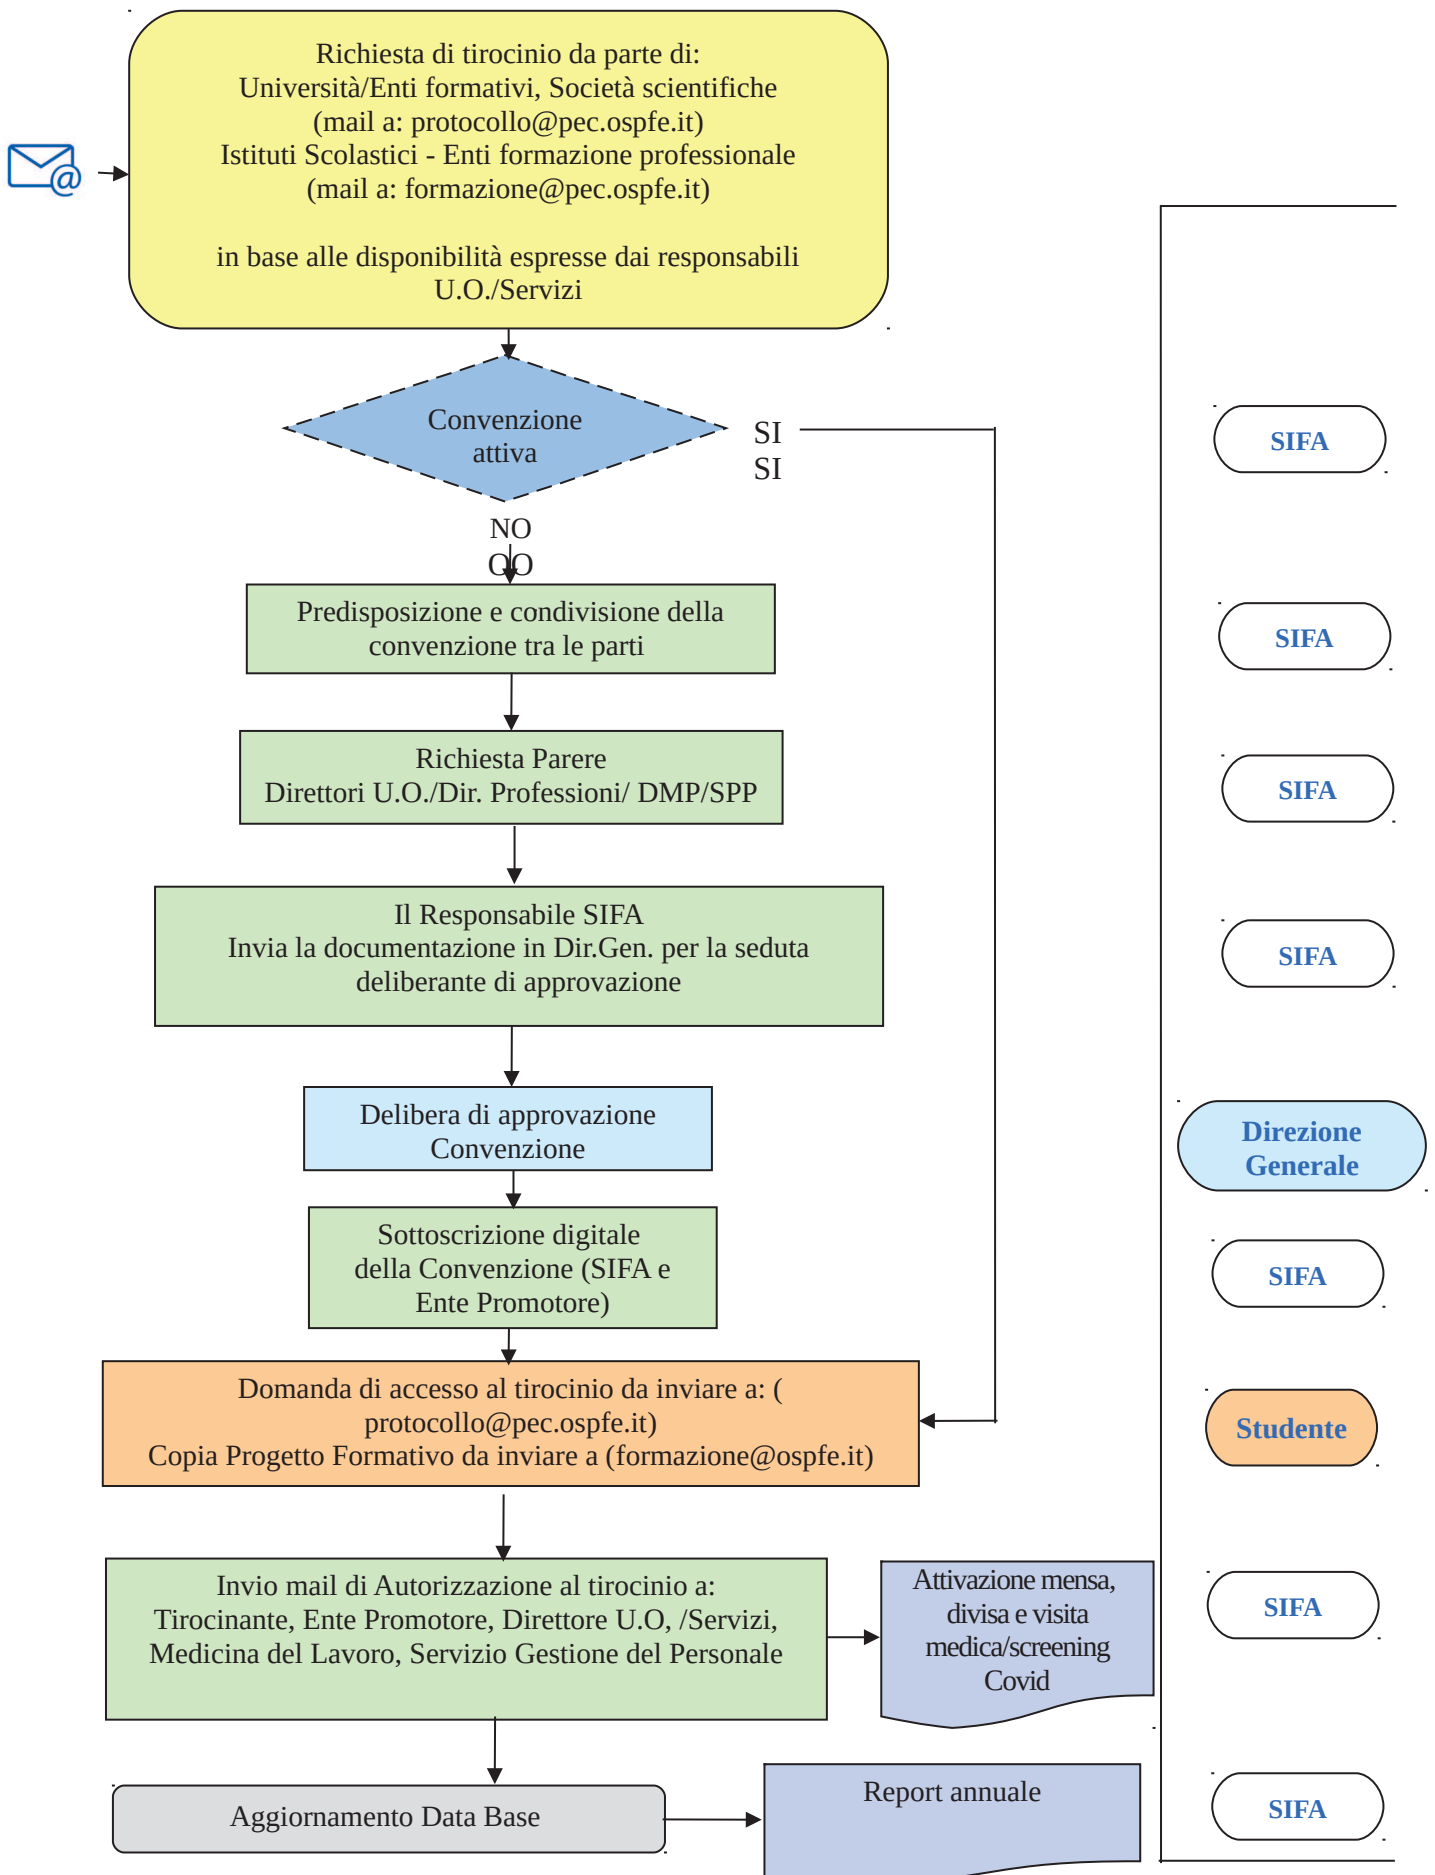 Richiesta di tirocinio da parte di:
Università/Enti formativi, Società scientifiche
(mail a: protocollo@pec.ospfe.it)
Istituti Scolastici - Enti formazione professionale
(mail a: formazione@pec.ospfe.it)
in base alle disponibilità espresse dai responsabili
U.O./Servizi
Convenzione
attiva
SI
SI
SIFA
NO
OO
Predisposizione e condivisione della
convenzione tra le parti
SIFA
Richiesta Parere
Direttori U.O./Dir. Professioni/ DMP/SPP
SIFA
Il Responsabile SIFA
Invia la documentazione in Dir.Gen. per la seduta
deliberante di approvazione
SIFA
Delibera di approvazione
Convenzione
Direzione
Generale
Sottoscrizione digitale
della Convenzione (SIFA e
Ente Promotore)
SIFA
Domanda di accesso al tirocinio da inviare a: (
protocollo@pec.ospfe.it)
Copia Progetto Formativo da inviare a (formazione@ospfe.it)
Studente
Invio mail di Autorizzazione al tirocinio a:
Tirocinante, Ente Promotore, Direttore U.O, /Servizi,
Medicina del Lavoro, Servizio Gestione del Personale
Attivazione mensa,
divisa e visita
medica/screening
Covid
SIFA
Aggiornamento Data Base
Report annuale
SIFA